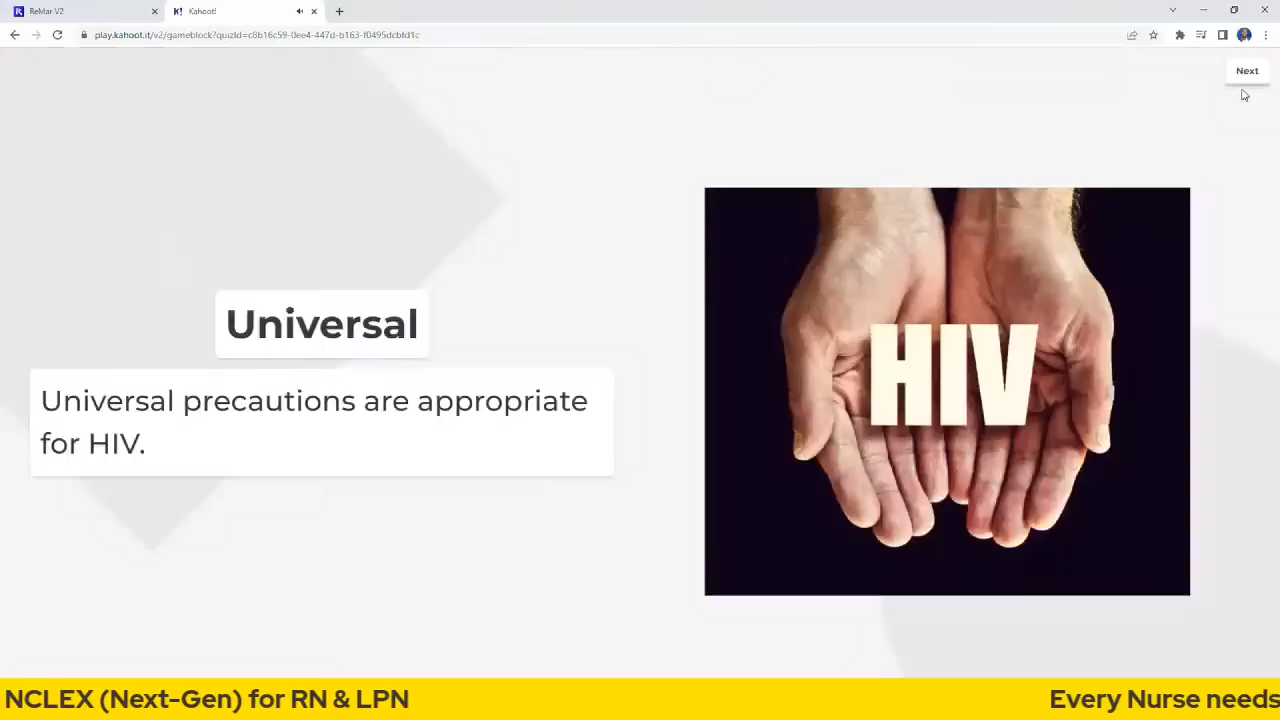 ReMar V2
K! Kahoot!
play.kahoot.it/v2/gameblock?quizId=c8b16c59-0ee4-447d-b163-f0495dcbfd1c
Next
Universal
Universal precautions are appropriate
for HIV.
HIV
NCLEX (Next-Gen) for RN & LPN
Every Nurse needs